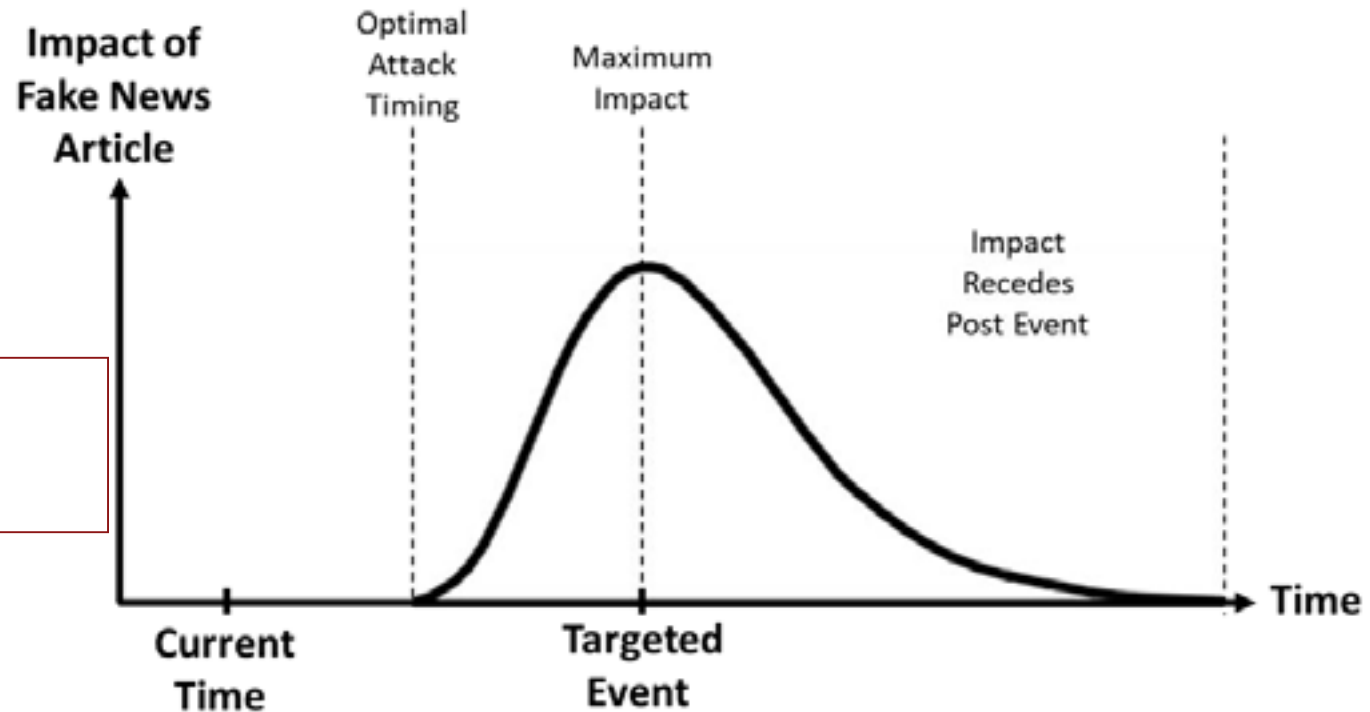 Impact of
Fake News
Article
Optimal
Attack
Timing
Maximum
Impact
Impact
Recedes
Post Event
Time
Current
Time
Targeted
Event